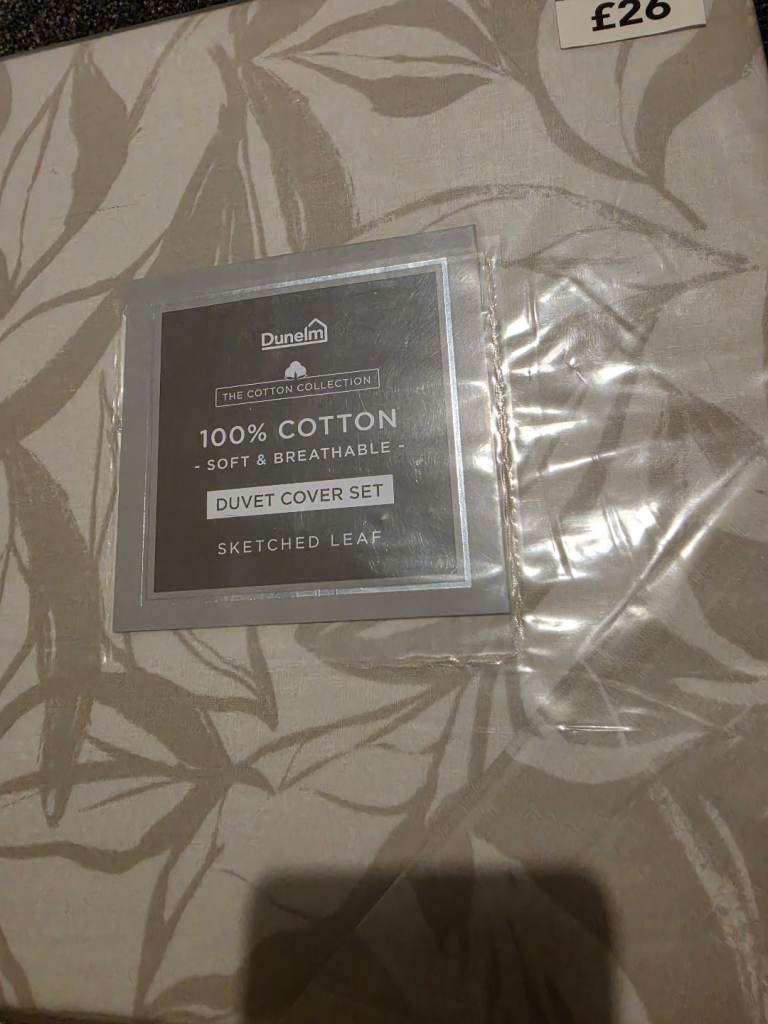 £26
Dunelm
THE COTTON COLLECTION
100% COTTON
- SOFT & BREATHABLE -
DUVET COVER SET
SKETCHED LEAF